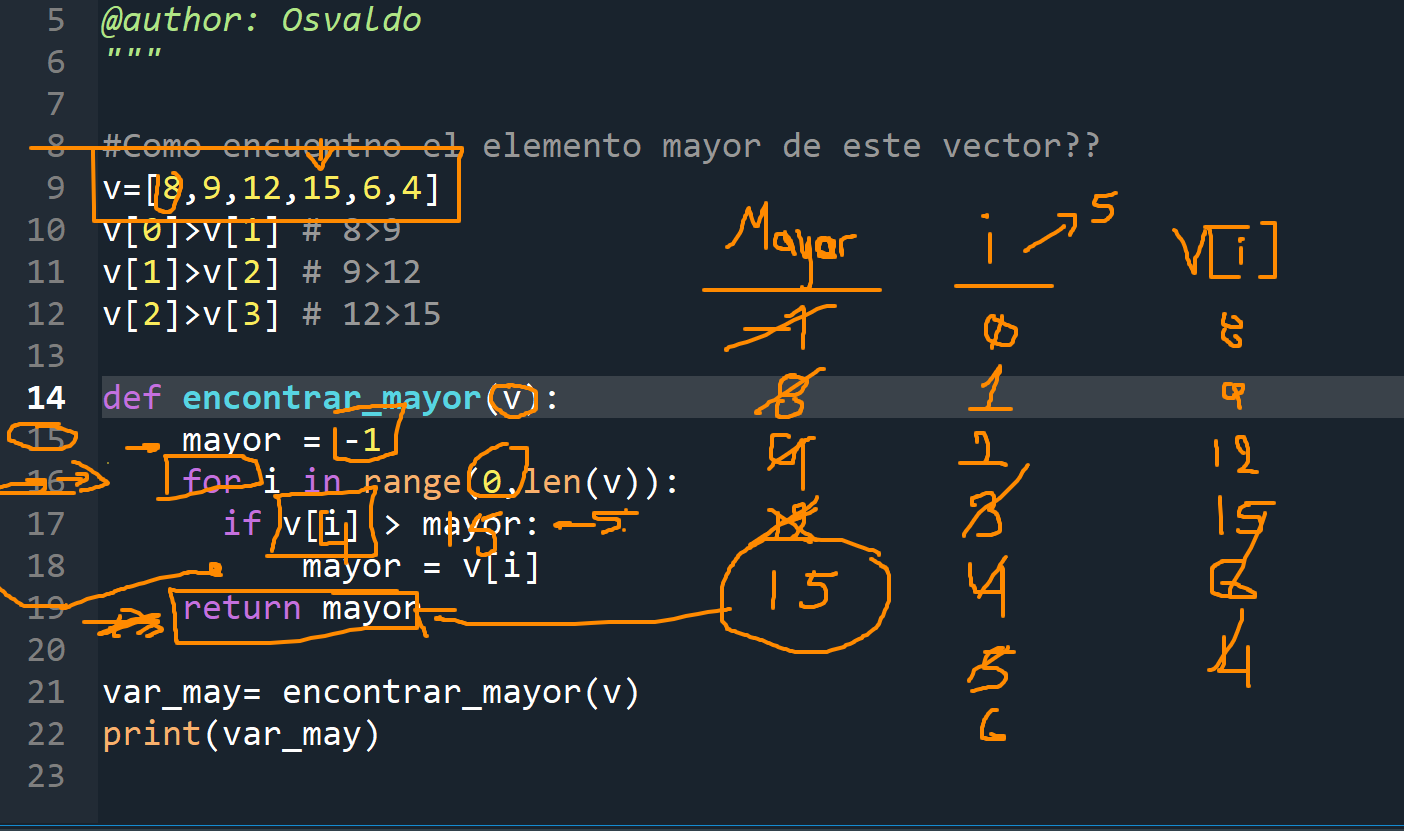 5 @author: Osvaldo
6 """
7
8 #Como encuentro el elemento mayor de este vector??
9 v=[8,9,12,15,6,4]
10 v[0]>v[1] # 8>9
11 v[1]>v[2] # 9>12
12 v[2]>v[3] # 12>15
13
14 def encontrar_mayor(v):
15 mayor = -1
16 for i in range(0,len(v)):
17 if v[i] > mayor:
18 mayor = v[i]
19 return mayor
20
21 var_may= encontrar_mayor(v)
22 print(var_may)
23
Mayor i 5 V[i]
-1 0 8
8 1 9
9 2 12
12 3 15
15 4 6
5 4
6
4 15